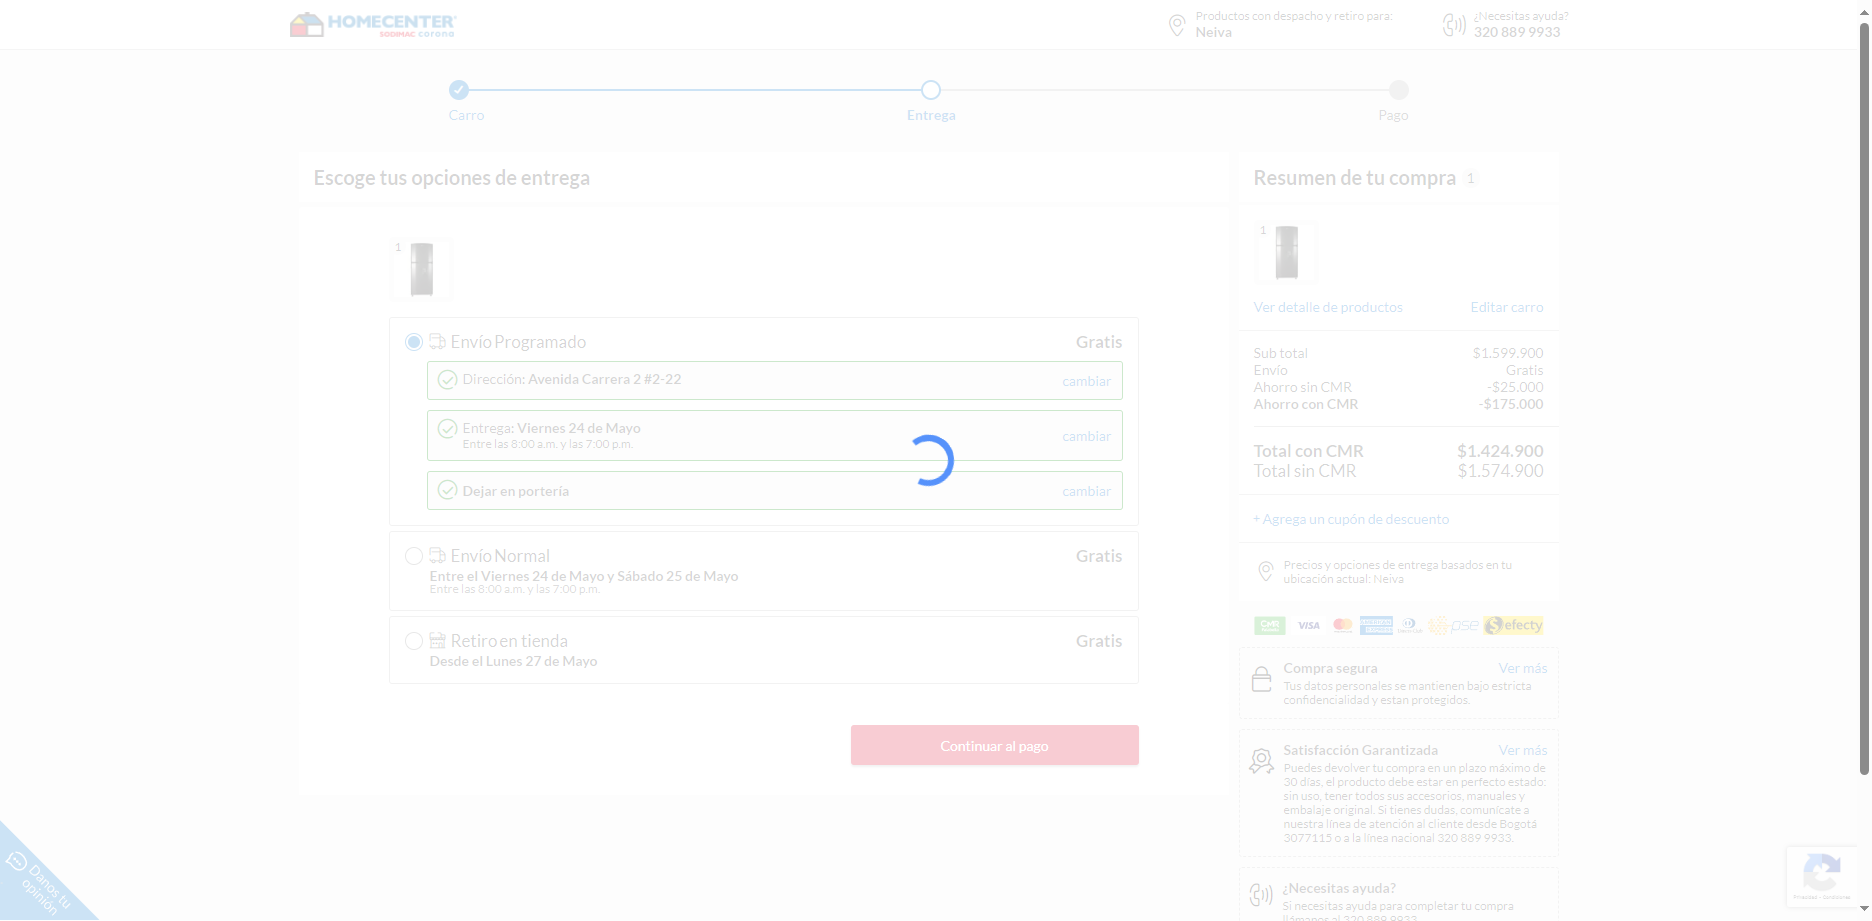 HOMECENTER
SODIMAC corona
Productos con despacho y retiro para:
Neiva
¿Necesitas ayuda?
320 889 9933
Carro
Entrega
Pago
Escoge tus opciones de entrega
1
Envío Programado
Gratis
Dirección: Avenida Carrera 2 #2-22
cambiar
Entrega: Viernes 24 de Mayo
Entre las 8:00 a.m. y las 7:00 p.m.
cambiar
Dejar en portería
cambiar
Envío Normal
Gratis
Entre el Viernes 24 de Mayo y Sábado 25 de Mayo
Entre las 8:00 a.m. y las 7:00 p.m.
Retiro en tienda
Gratis
Desde el Lunes 27 de Mayo
Continuar al pago
Resumen de tu compra 1
1
Ver detalle de productos
Editar carro
Sub total $1.599.900
Envío Gratis
Ahorro sin CMR -$25.000
Ahorro con CMR -$175.000
Total con CMR $1.424.900
Total sin CMR $1.574.900
+ Agrega un cupón de descuento
Precios y opciones de entrega basados en tu
ubicación actual: Neiva
CMR VISA pse $efecty
Compra segura Ver más
Tus datos personales se mantienen bajo estricta
confidencialidad y estan protegidos.
Satisfacción Garantizada Ver más
Puedes devolver tu compra en un plazo máximo de
30 días, el producto debe estar en perfecto estado:
sin uso, tener todos sus accesorios, manuales y
embalaje original. Si tienes dudas, comunícate a
nuestra línea de atención al cliente desde Bogotá
3077115 o a la línea nacional 320 889 9933.
¿Necesitas ayuda?
Si necesitas ayuda para completar tu compra
llámanos al 320 889 9933
Danos tu
opinión
Privacidad - Condiciones